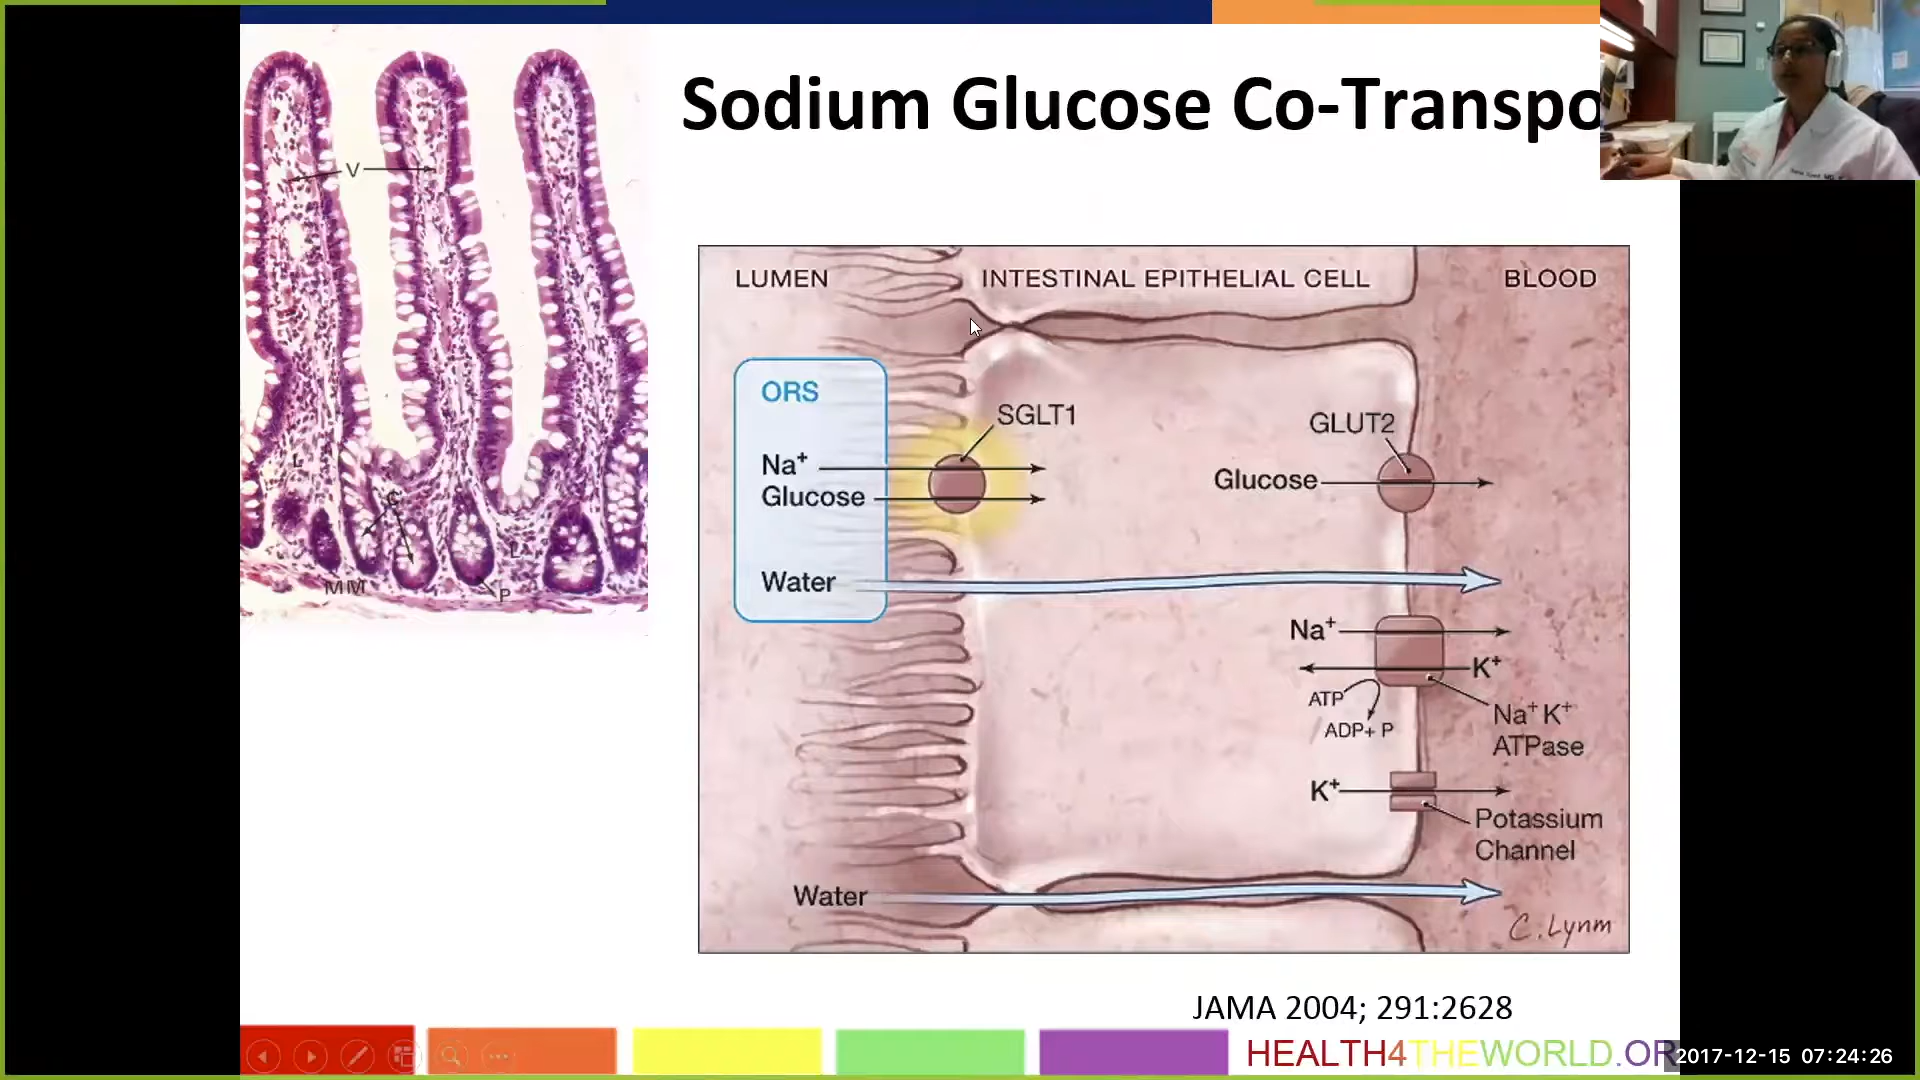 Sodium Glucose Co-Transpo
V
L
C
L
MM
P
LUMEN
INTESTINAL EPITHELIAL CELL
BLOOD
ORS
SGLT1
GLUT2
Na⁺
Glucose
Glucose
Water
Na⁺
K⁺
ATP
ADP+ P
Na⁺ K⁺
ATPase
K⁺
Potassium
Channel
Water
C. Lynm
JAMA 2004; 291:2628
HEALTH4THEWORLD.OR
2017-12-15 07:24:26